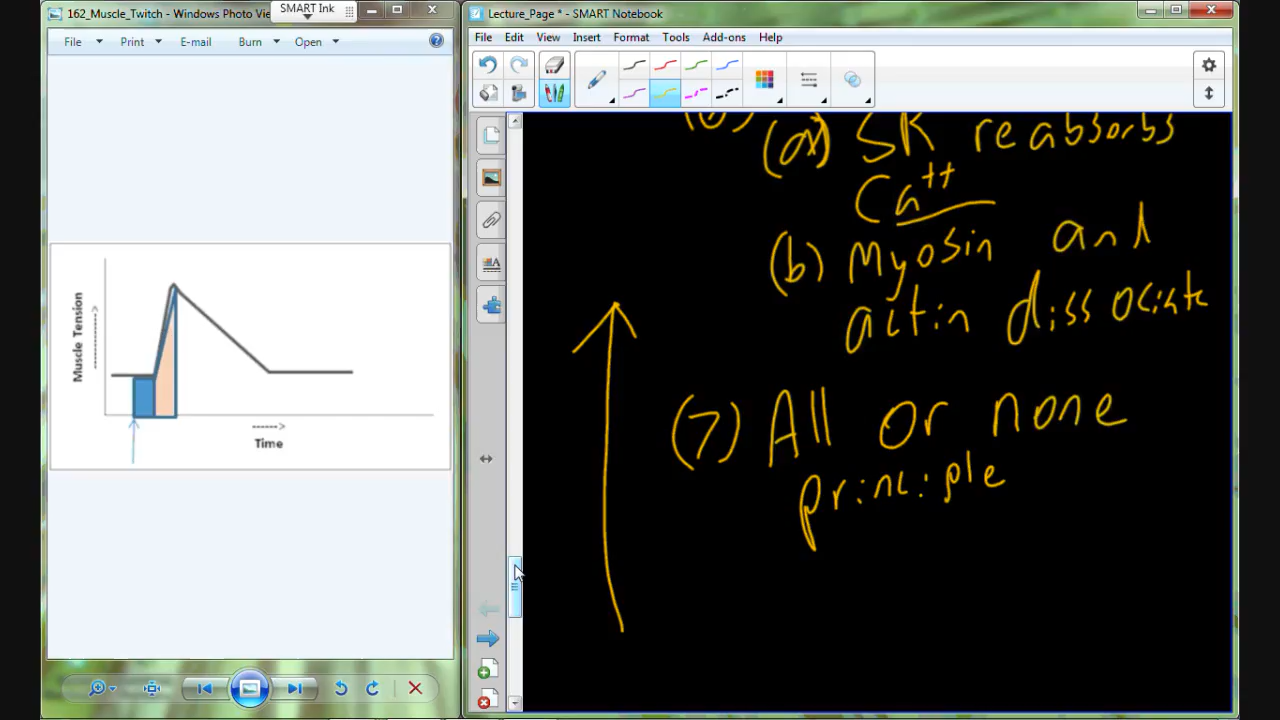 162_Muscle_Twitch - Windows Photo Vie
SMART Ink
File Print E-mail Burn Open
Muscle Tension
Time
Lecture_Page * - SMART Notebook
File Edit View Insert Format Tools Add-ons Help
(a) SR reabsorbs
Ca++
(b) Myosin and
actin dissociate
(7) All or none
principle